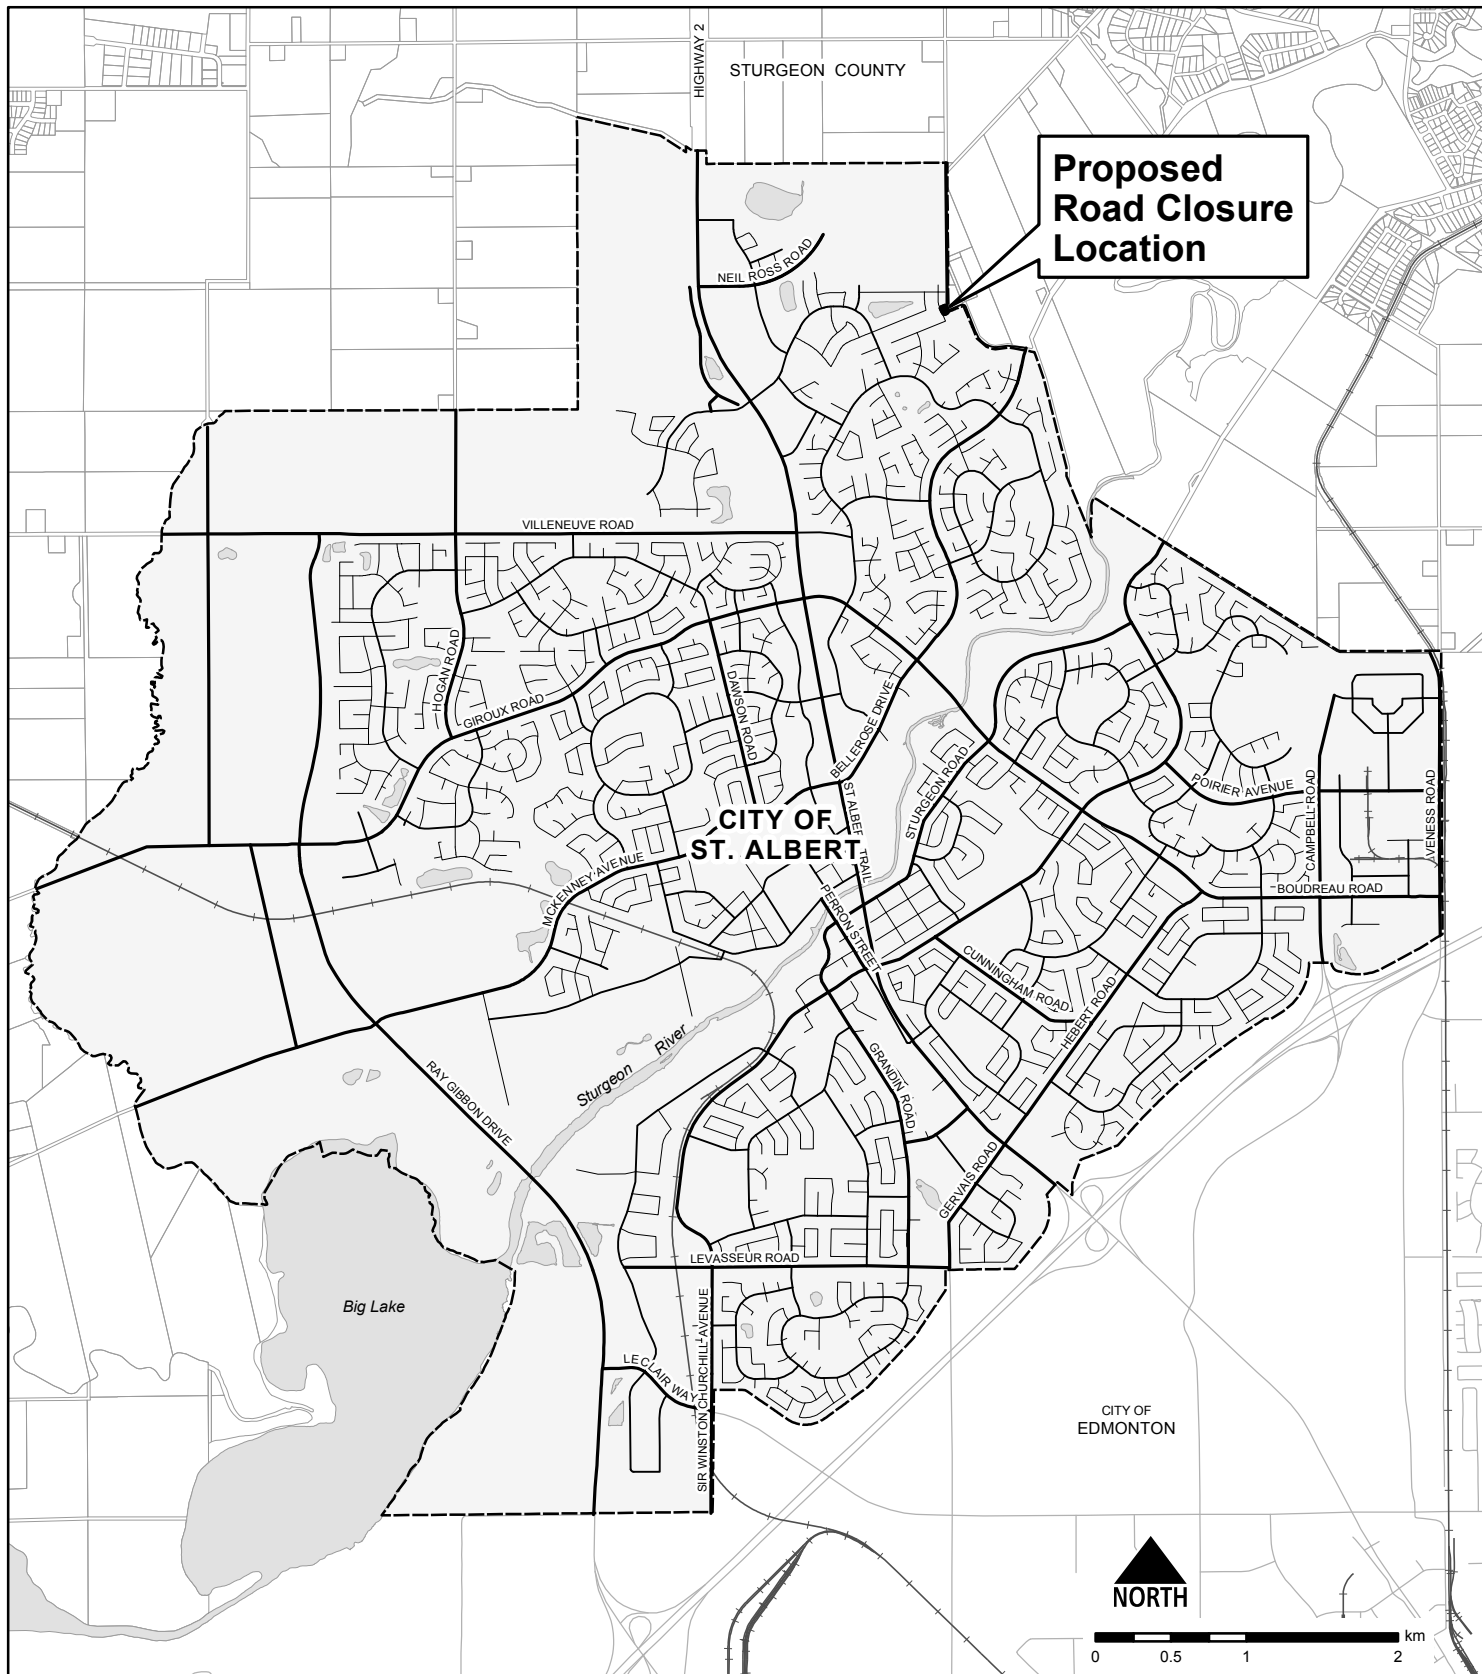 HIGHWAY 2
STURGEON COUNTY
Proposed
Road Closure
Location
NEIL ROSS ROAD
VILLENEUVE ROAD
HOGAN ROAD
GIROUX ROAD
DAWSON ROAD
BELLEROSE DRIVE
STURGEON ROAD
POIRIER AVENUE
CAMPBELL ROAD
VENESS ROAD
CITY OF
ST. ALBERT
ST ALBERT TRAIL
MCKENNEY AVENUE
BOUDREAU ROAD
PERRON STREET
CUNNINGHAM ROAD
HEBERT ROAD
Sturgeon River
GRANDIN ROAD
RAY GIBBON DRIVE
GERVAIS ROAD
LEVASSEUR ROAD
Big Lake
SIR WINSTON CHURCHILL AVENUE
LECLAIR WAY
CITY OF
EDMONTON
NORTH
km
0 0.5 1 2